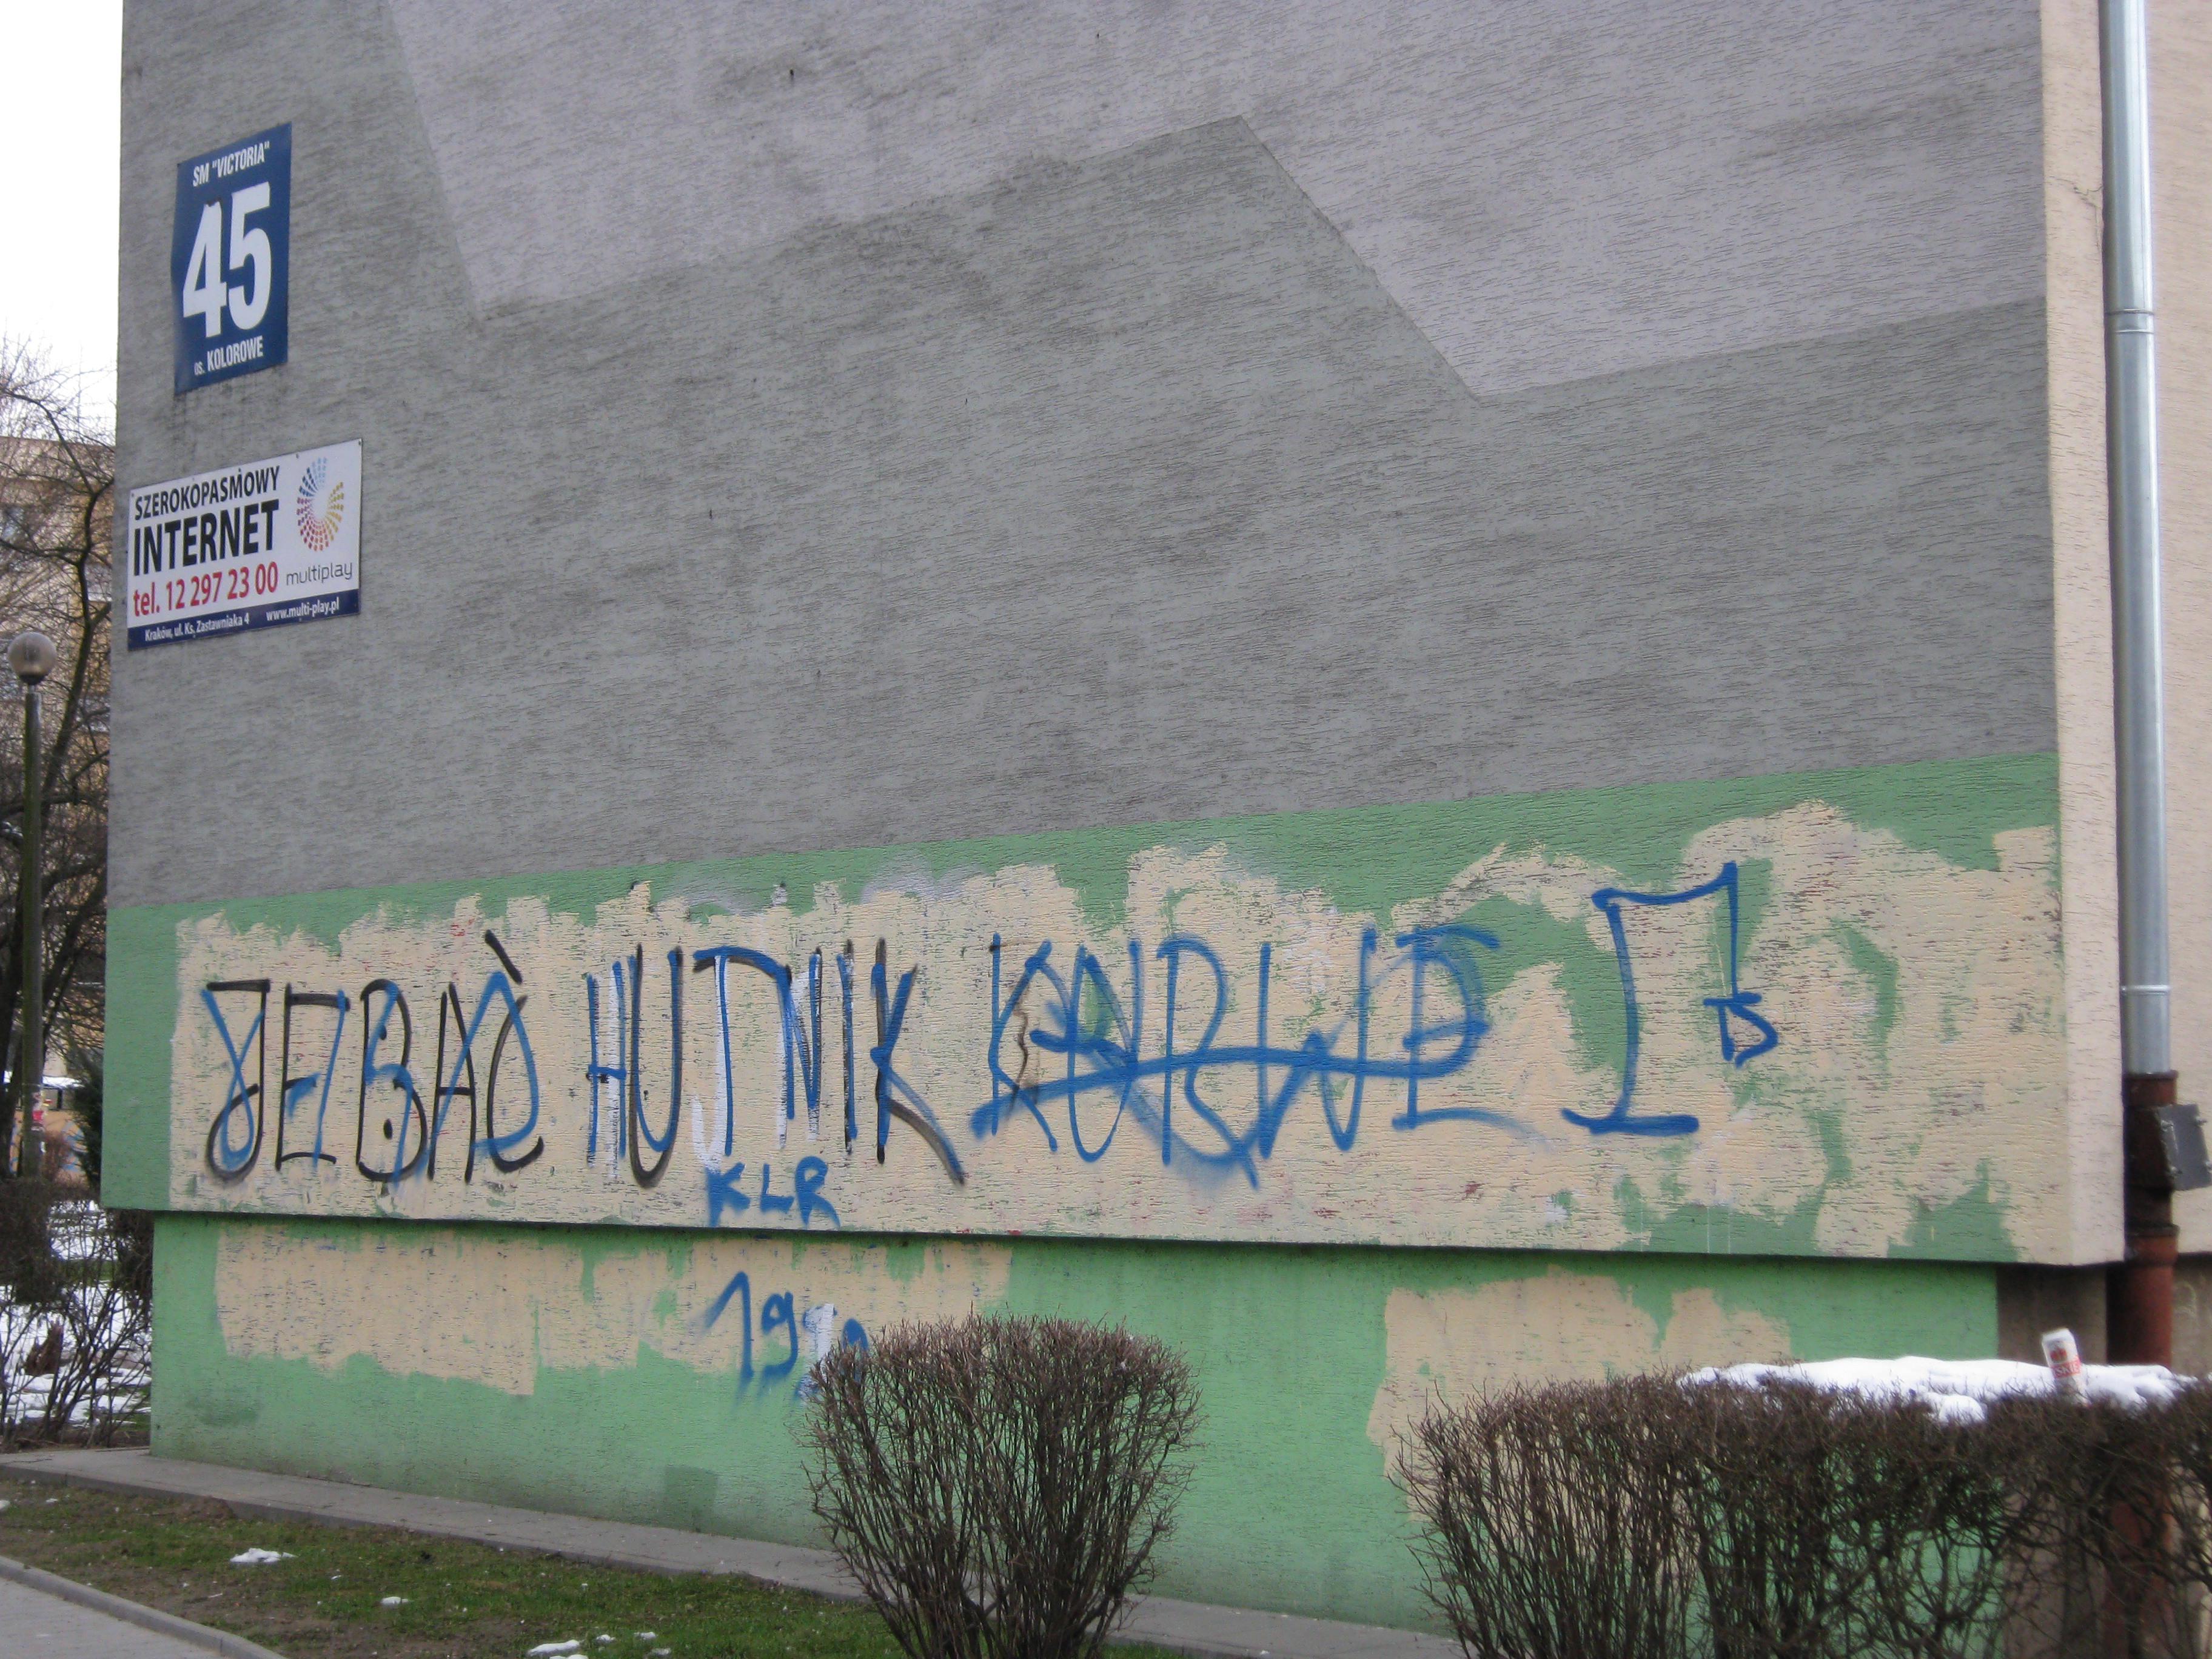 SM "VICTORIA"
45
os. KOLOROWE
SZEROKOPASMOWY
INTERNET
tel. 12 297 23 00
multiplay
Kraków, ul. Ks. Zastawniaka 4 www.multi-play.pl
JEBAĆ HUTNIK KURWE
KLR